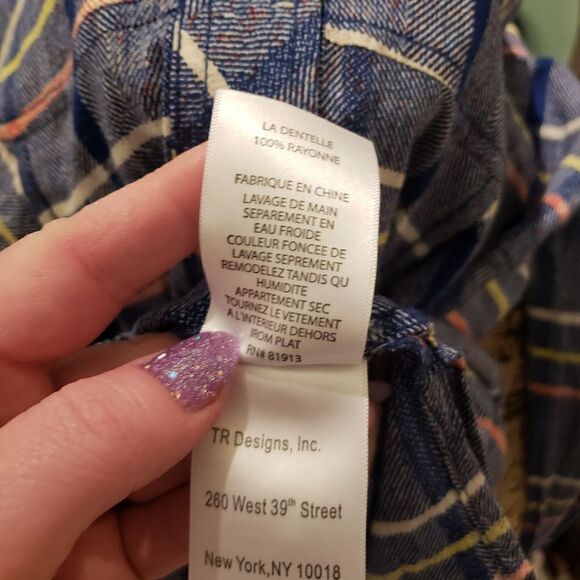 LA DENTELLE
100% RAYONNE
FABRIQUE EN CHINE
LAVAGE DE MAIN
SEPAREMENT EN
EAU FROIDE
COULEUR FONCEE DE
LAVAGE SEPREMENT
REMODELEZ TANDIS QU
HUMIDITE
APPARTEMENT SEC
TOURNEZ LE VETEMENT
A L'INTERIEUR DEHORS
IROM PLAT
RN# 81913
TR Designs, Inc.
260 West 39th Street
New York,NY 10018